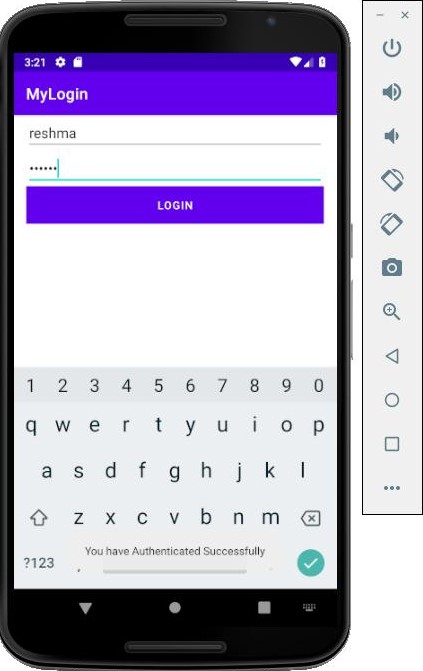 3:21
MyLogin
reshma
••••••
LOGIN
1 2 3 4 5 6 7 8 9 0
q w e r t y u i o p
a s d f g h j k l
z x c v b n m
You have Authenticated Successfully
?123 ,